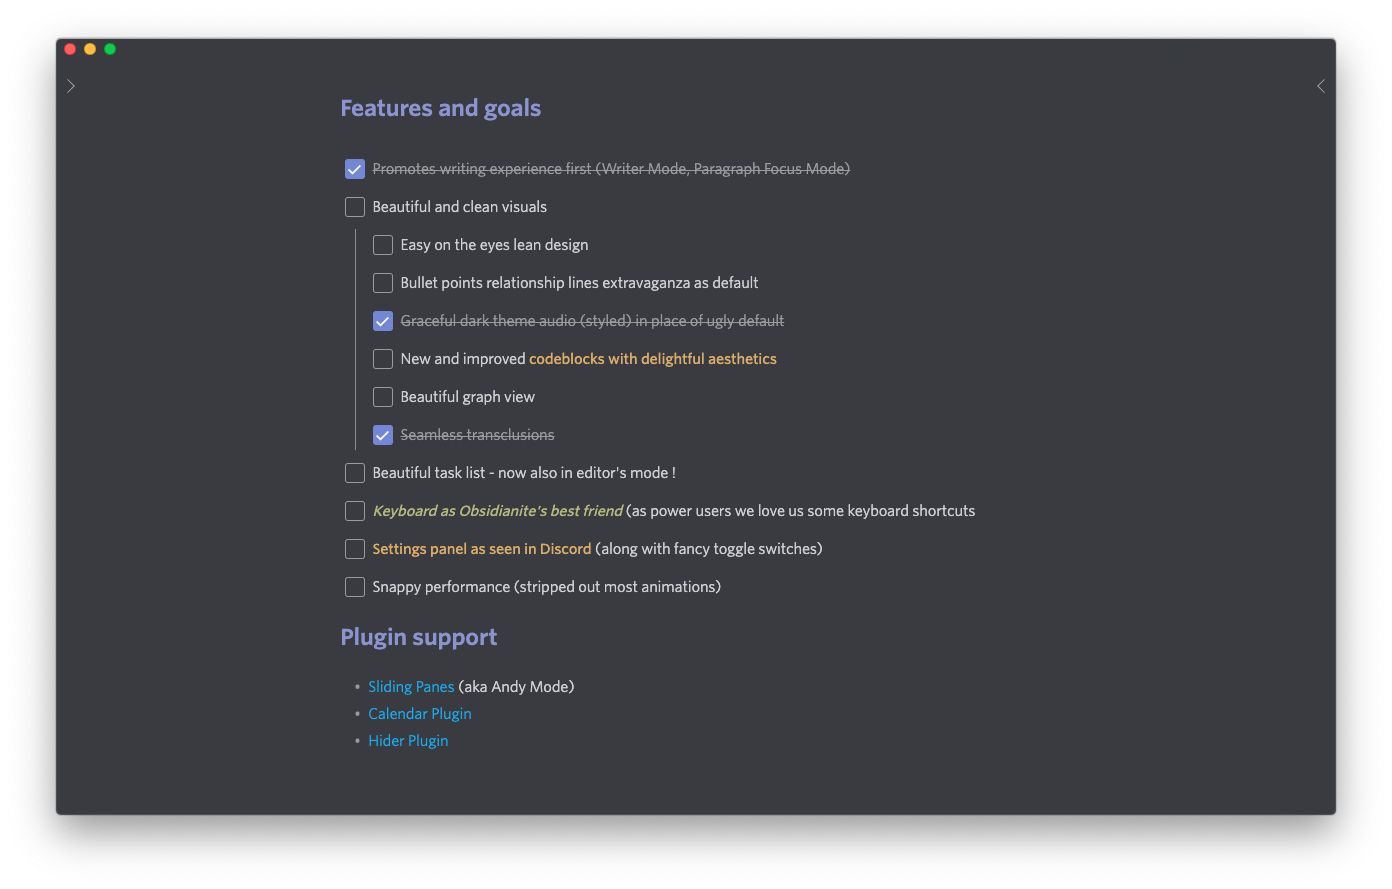 Features and goals
Promotes writing experience first (Writer Mode, Paragraph Focus Mode)
Beautiful and clean visuals
Easy on the eyes lean design
Bullet points relationship lines extravaganza as default
Graceful dark theme audio (styled) in place of ugly default
New and improved codeblocks with delightful aesthetics
Beautiful graph view
Seamless transclusions
Beautiful task list - now also in editor's mode !
Keyboard as Obsidianite's best friend (as power users we love us some keyboard shortcuts
Settings panel as seen in Discord (along with fancy toggle switches)
Snappy performance (stripped out most animations)
Plugin support
• Sliding Panes (aka Andy Mode)
• Calendar Plugin
• Hider Plugin